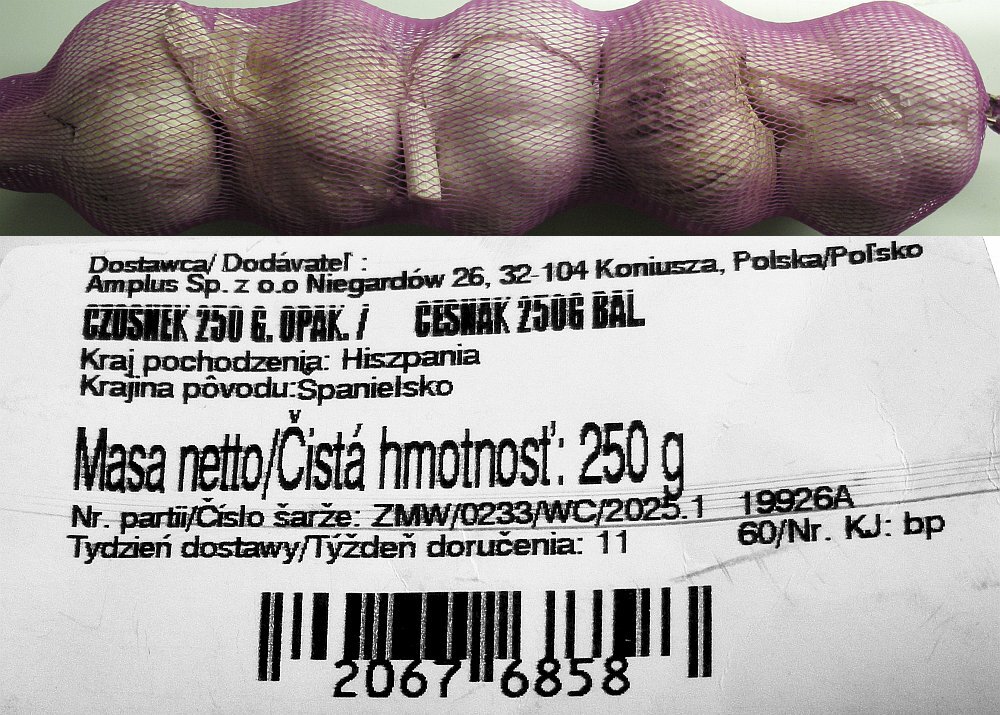 Dostawca/ Dodávateľ :
Amplus Sp. z o.o Niegardów 26, 32-104 Koniusza, Polska/Poľsko
CZOSNEK 250 G. OPAK. / CESNAK 250G BAL.
Kraj pochodzenia: Hiszpania
Krajina pôvodu:Španielsko
Masa netto/Čistá hmotnosť: 250 g
Nr. partii/Číslo šarže: ZMW/0233/WC/2025.1 19926A
Tydzień dostawy/Týždeň doručenia: 11 60/Nr. KJ: bp
2067 6858